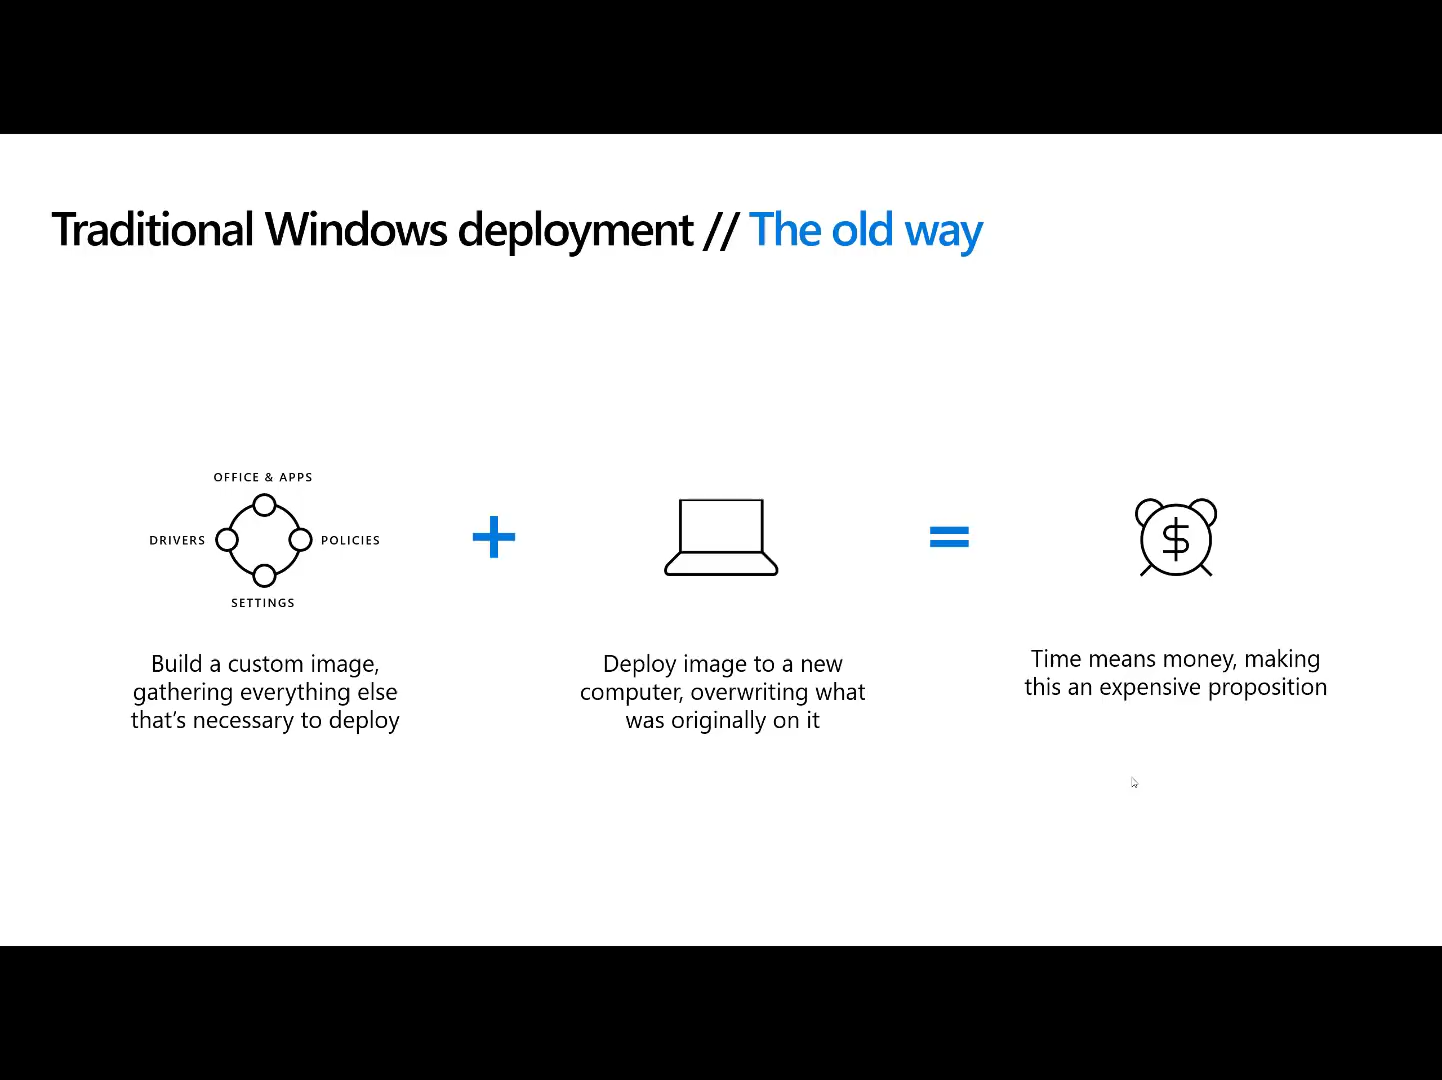 Traditional Windows deployment // The old way
OFFICE & APPS
DRIVERS
POLICIES
SETTINGS
+
=
$
Build a custom image,
gathering everything else
that's necessary to deploy
Deploy image to a new
computer, overwriting what
was originally on it
Time means money, making
this an expensive proposition